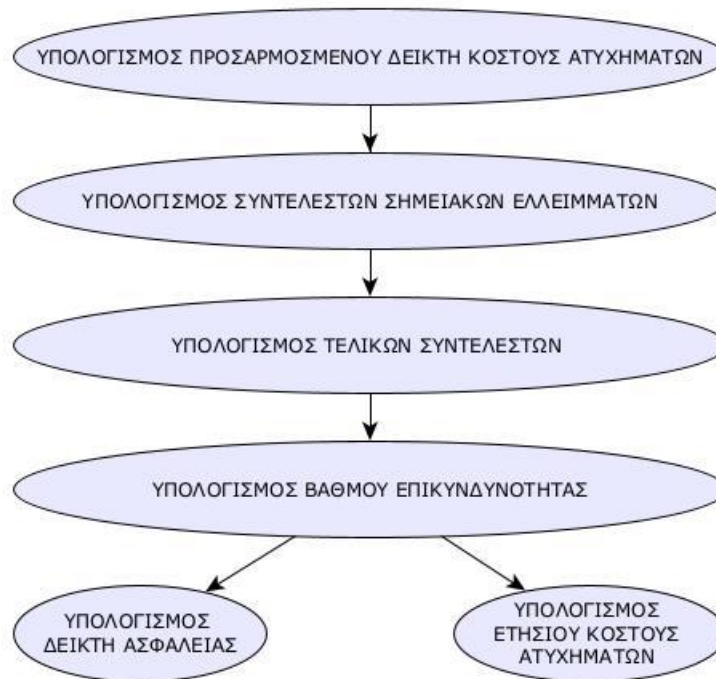 ΥΠΟΛΟΓΙΣΜΟΣ ΠΡΟΣΑΡΜΟΣΜΕΝΟΥ ΔΕΙΚΤΗ ΚΟΣΤΟΥΣ ΑΤΥΧΗΜΑΤΩΝ
ΥΠΟΛΟΓΙΣΜΟΣ ΣΥΝΤΕΛΕΣΤΩΝ ΣΗΜΕΙΑΚΩΝ ΕΛΛΕΙΜΜΑΤΩΝ
ΥΠΟΛΟΓΙΣΜΟΣ ΤΕΛΙΚΩΝ ΣΥΝΤΕΛΕΣΤΩΝ
ΥΠΟΛΟΓΙΣΜΟΣ ΒΑΘΜΟΥ ΕΠΙΚΥΝΔΥΝΟΤΗΤΑΣ
ΥΠΟΛΟΓΙΣΜΟΣ
ΔΕΙΚΤΗ ΑΣΦΑΛΕΙΑΣ
ΥΠΟΛΟΓΙΣΜΟΣ
ΕΤΗΣΙΟΥ ΚΟΣΤΟΥΣ
ΑΤΥΧΗΜΑΤΩΝ